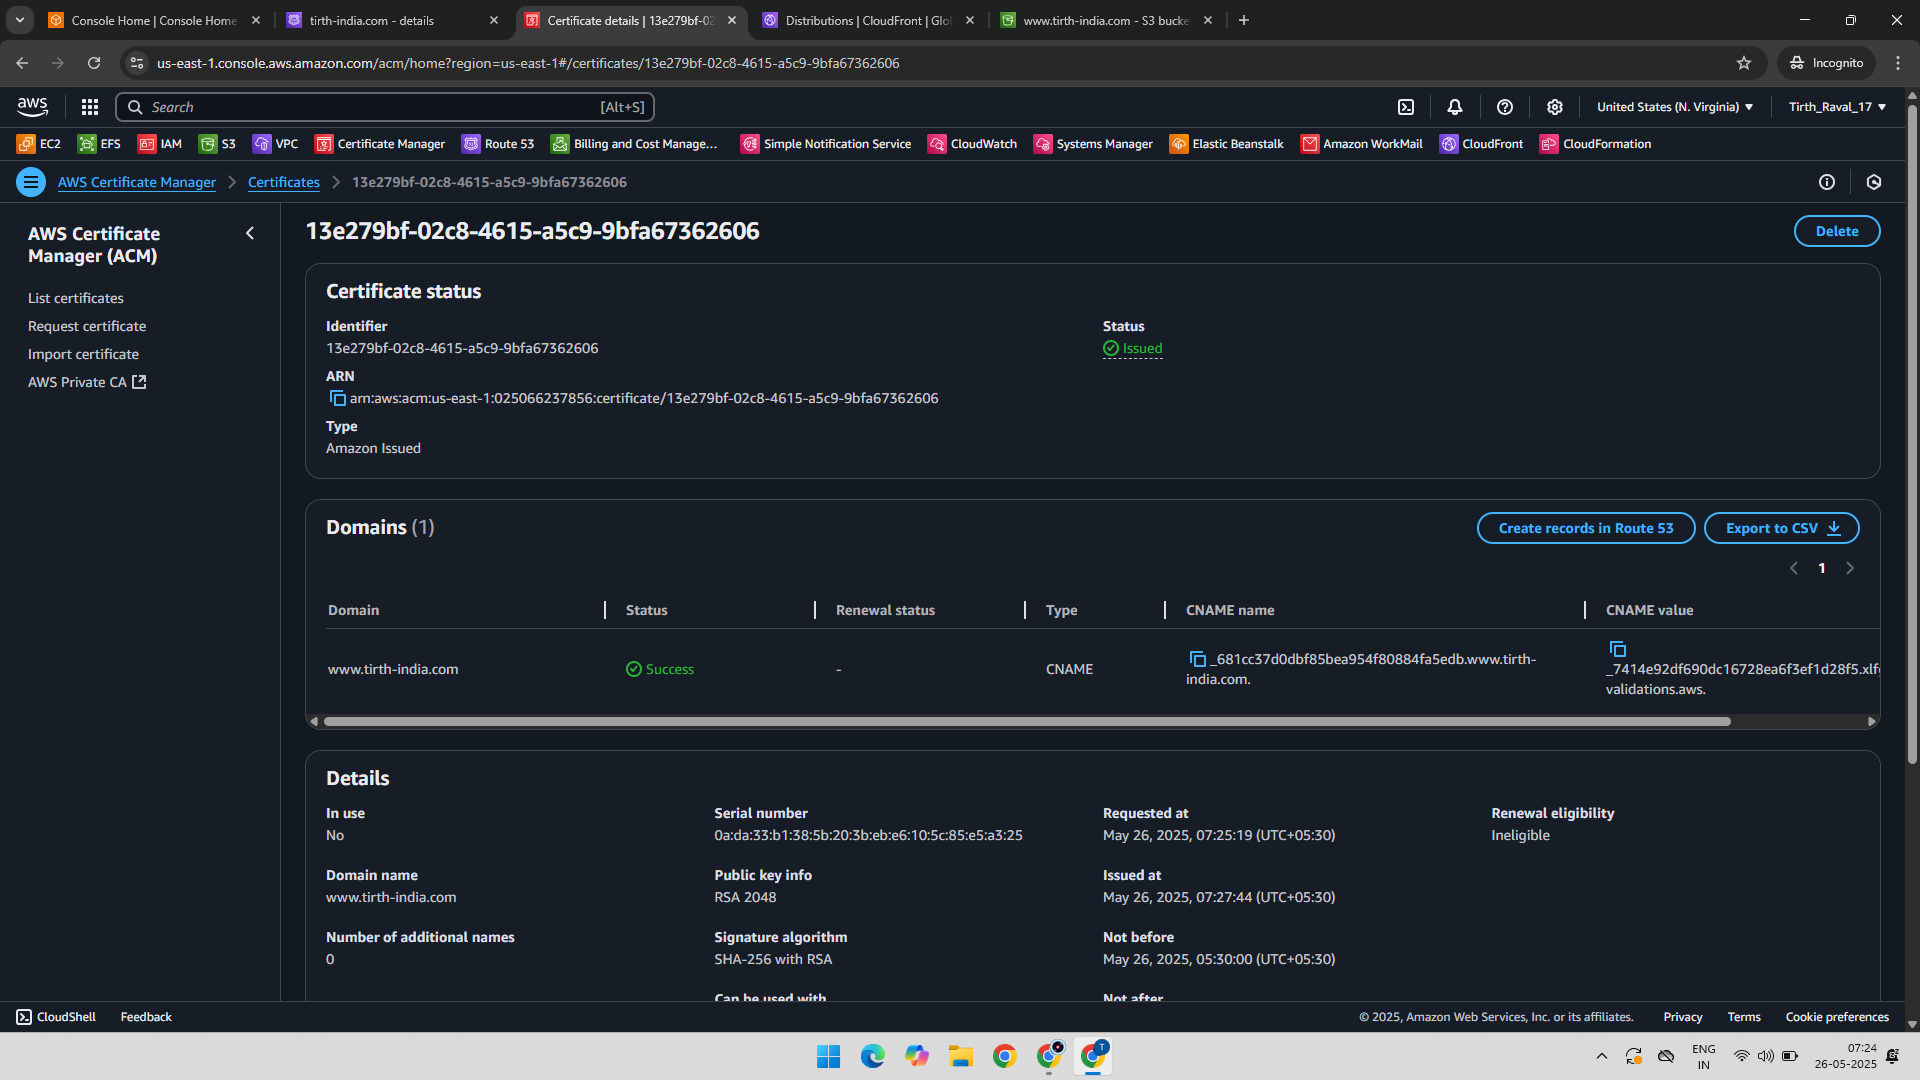 Console Home | Console Home
tirth-india.com - details
Certificate details | 13e279bf-02
Distributions | CloudFront | Glo
www.tirth-india.com - S3 bucke
us-east-1.console.aws.amazon.com/acm/home?region=us-east-1#/certificates/13e279bf-02c8-4615-a5c9-9bfa67362606
Incognito
aws
Search
[Alt+S]
United States (N. Virginia)
Tirth_Raval_17
EC2
EFS
IAM
S3
VPC
Certificate Manager
Route 53
Billing and Cost Manage...
Simple Notification Service
CloudWatch
Systems Manager
Elastic Beanstalk
Amazon WorkMail
CloudFront
CloudFormation
AWS Certificate Manager
Certificates
13e279bf-02c8-4615-a5c9-9bfa67362606
AWS Certificate
Manager (ACM)
List certificates
Request certificate
Import certificate
AWS Private CA
13e279bf-02c8-4615-a5c9-9bfa67362606
Delete
Certificate status
Identifier
13e279bf-02c8-4615-a5c9-9bfa67362606
ARN
arn:aws:acm:us-east-1:025066237856:certificate/13e279bf-02c8-4615-a5c9-9bfa67362606
Type
Amazon Issued
Status
Issued
Domains (1)
Create records in Route 53
Export to CSV
1
Domain
Status
Renewal status
Type
CNAME name
CNAME value
www.tirth-india.com
Success
-
CNAME
_681cc37d0dbf85bea954f80884fa5edb.www.tirth-
india.com.
_7414e92df690dc16728ea6f3ef1d28f5.xlf
validations.aws.
Details
In use
No
Domain name
www.tirth-india.com
Number of additional names
0
Serial number
0a:da:33:b1:38:5b:20:3b:eb:e6:10:5c:85:e5:a3:25
Public key info
RSA 2048
Signature algorithm
SHA-256 with RSA
Can be used with
Requested at
May 26, 2025, 07:25:19 (UTC+05:30)
Issued at
May 26, 2025, 07:27:44 (UTC+05:30)
Not before
May 26, 2025, 05:30:00 (UTC+05:30)
Not after
Renewal eligibility
Ineligible
CloudShell
Feedback
© 2025, Amazon Web Services, Inc. or its affiliates.
Privacy
Terms
Cookie preferences
T
ENG
IN
07:24
26-05-2025